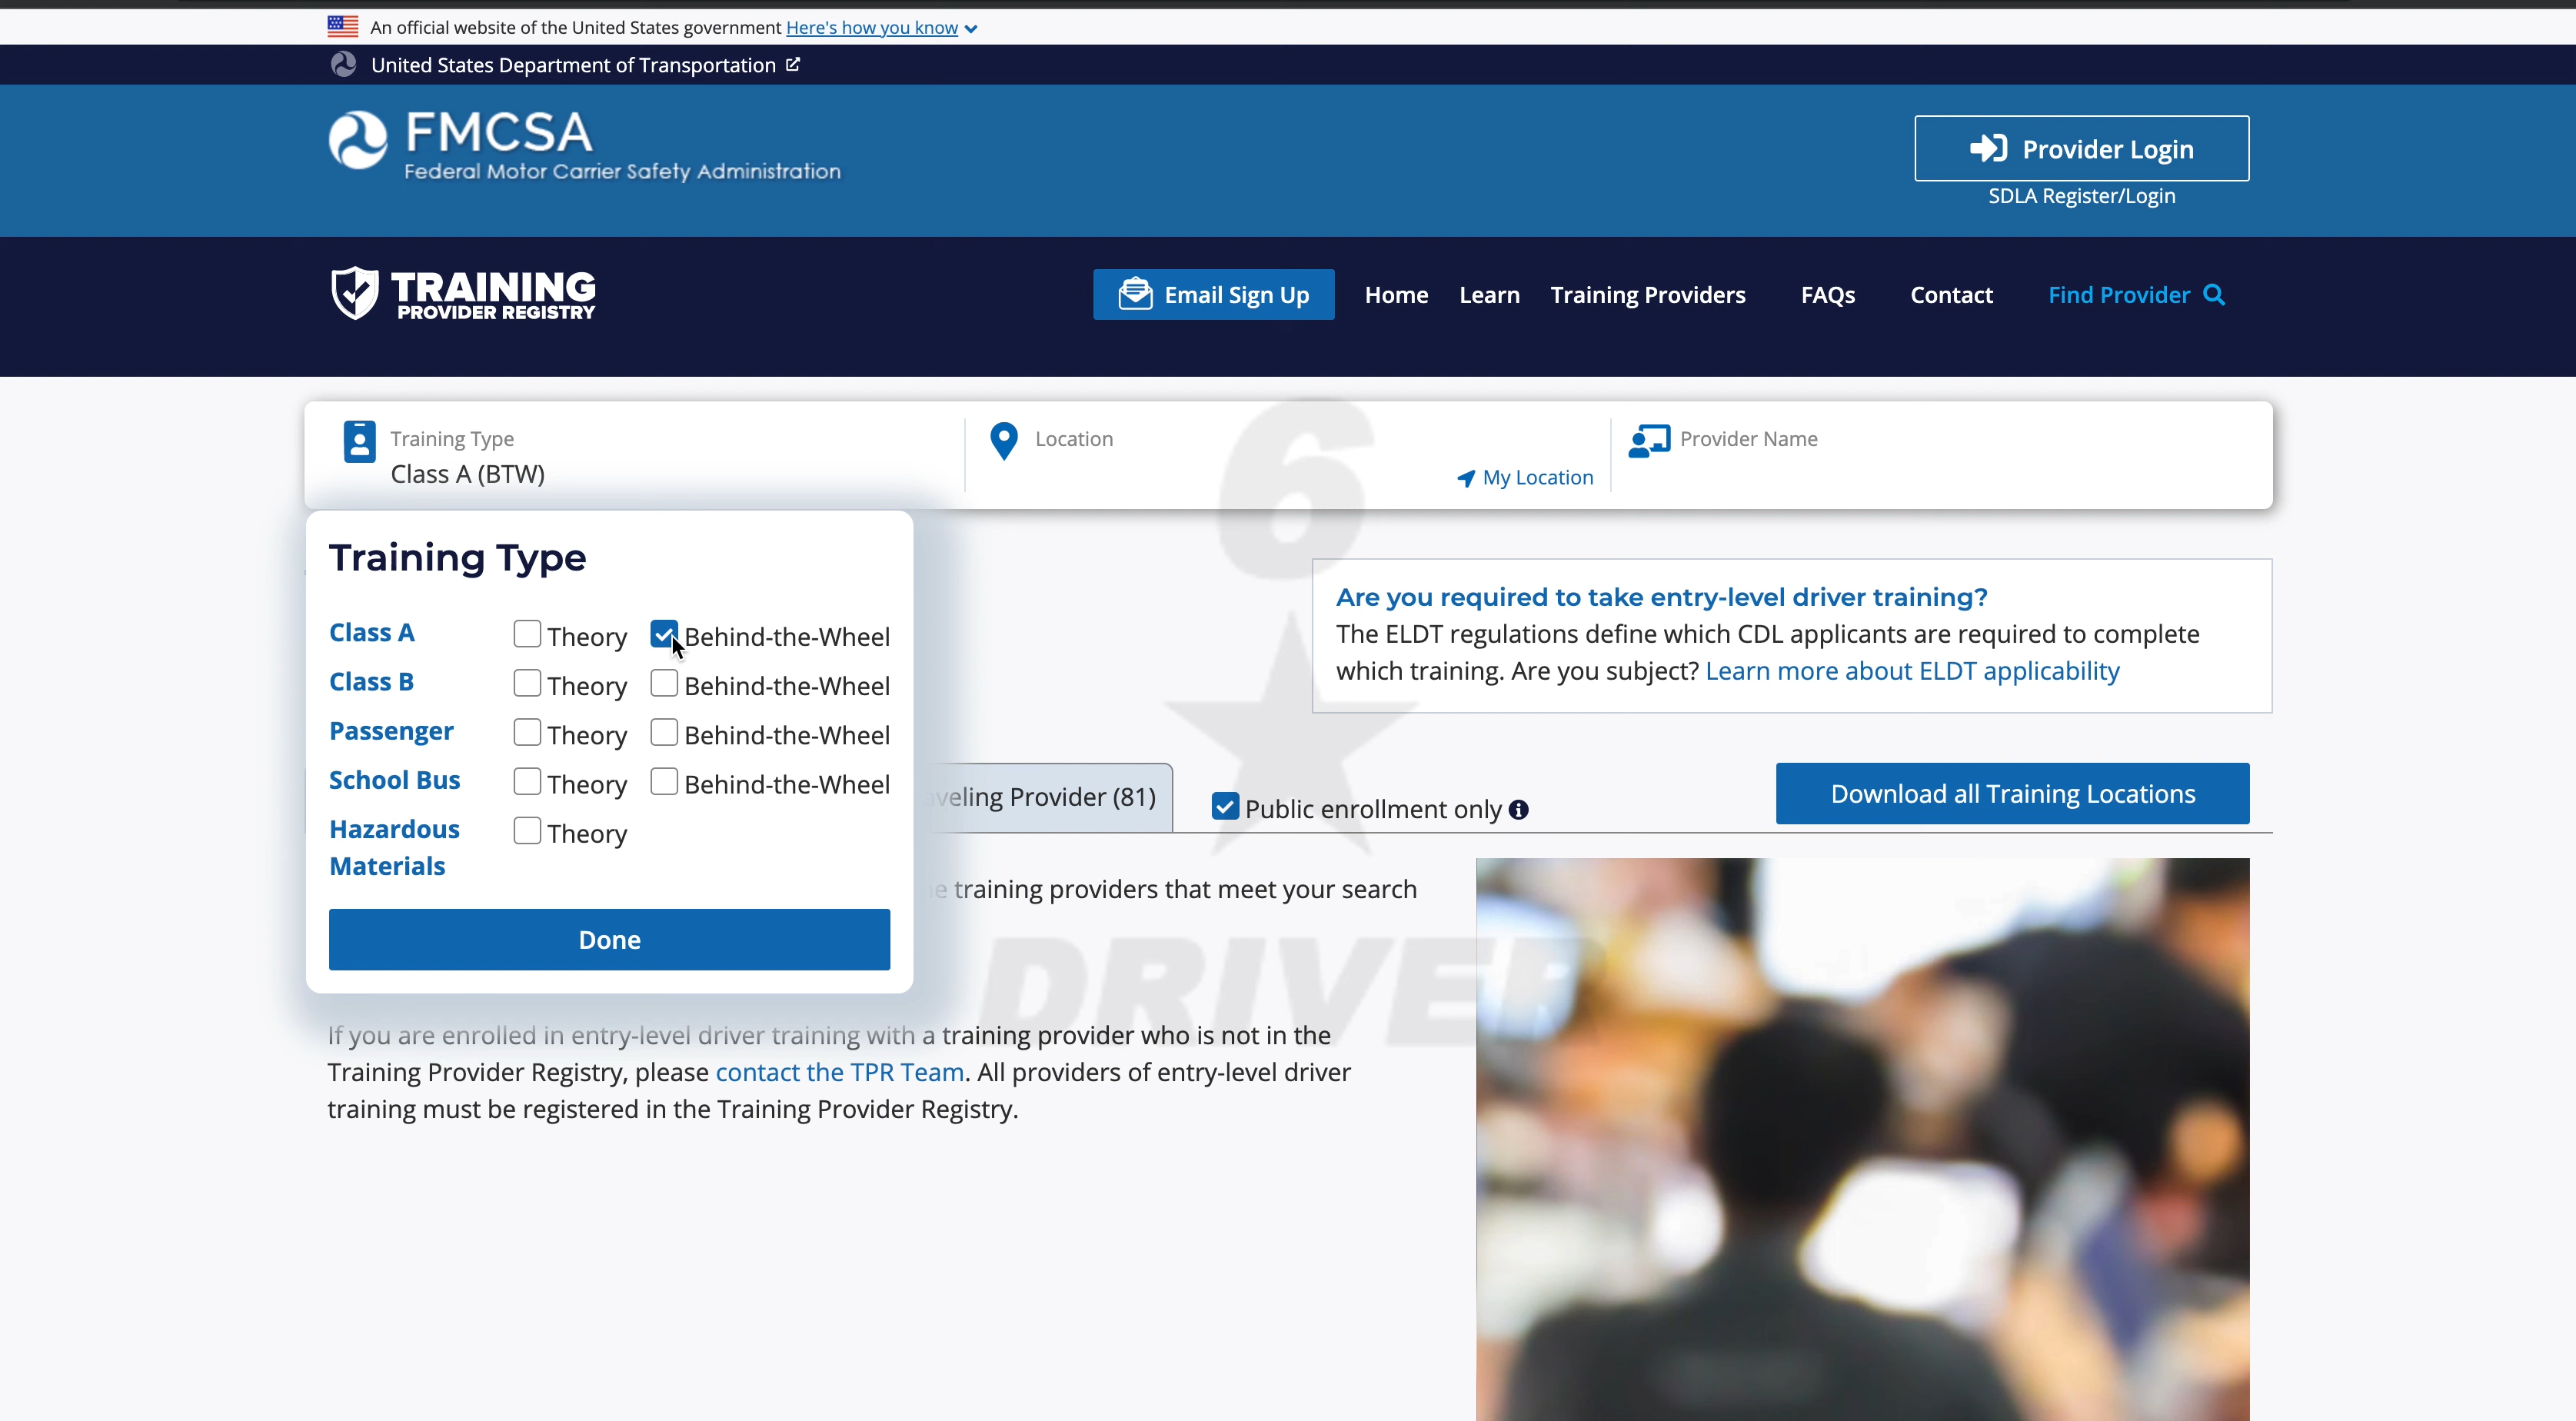 An official website of the United States government Here's how you know
United States Department of Transportation
FMCSA
Federal Motor Carrier Safety Administration
Provider Login
SDLA Register/Login
TRAINING
PROVIDER REGISTRY
Email Sign Up
Home
Learn
Training Providers
FAQs
Contact
Find Provider
Training Type
Class A (BTW)
Location
My Location
Provider Name
6
Training Type
Class A Theory Behind-the-Wheel
Class B Theory Behind-the-Wheel
Passenger Theory Behind-the-Wheel
School Bus Theory Behind-the-Wheel
Hazardous Theory
Materials
Done
Are you required to take entry-level driver training?
The ELDT regulations define which CDL applicants are required to complete
which training. Are you subject? Learn more about ELDT applicability
Provider (81)
Public enrollment only
Download all Training Locations
training providers that meet your search
DRIVER
If you are enrolled in entry-level driver training with a training provider who is not in the
Training Provider Registry, please contact the TPR Team. All providers of entry-level driver
training must be registered in the Training Provider Registry.